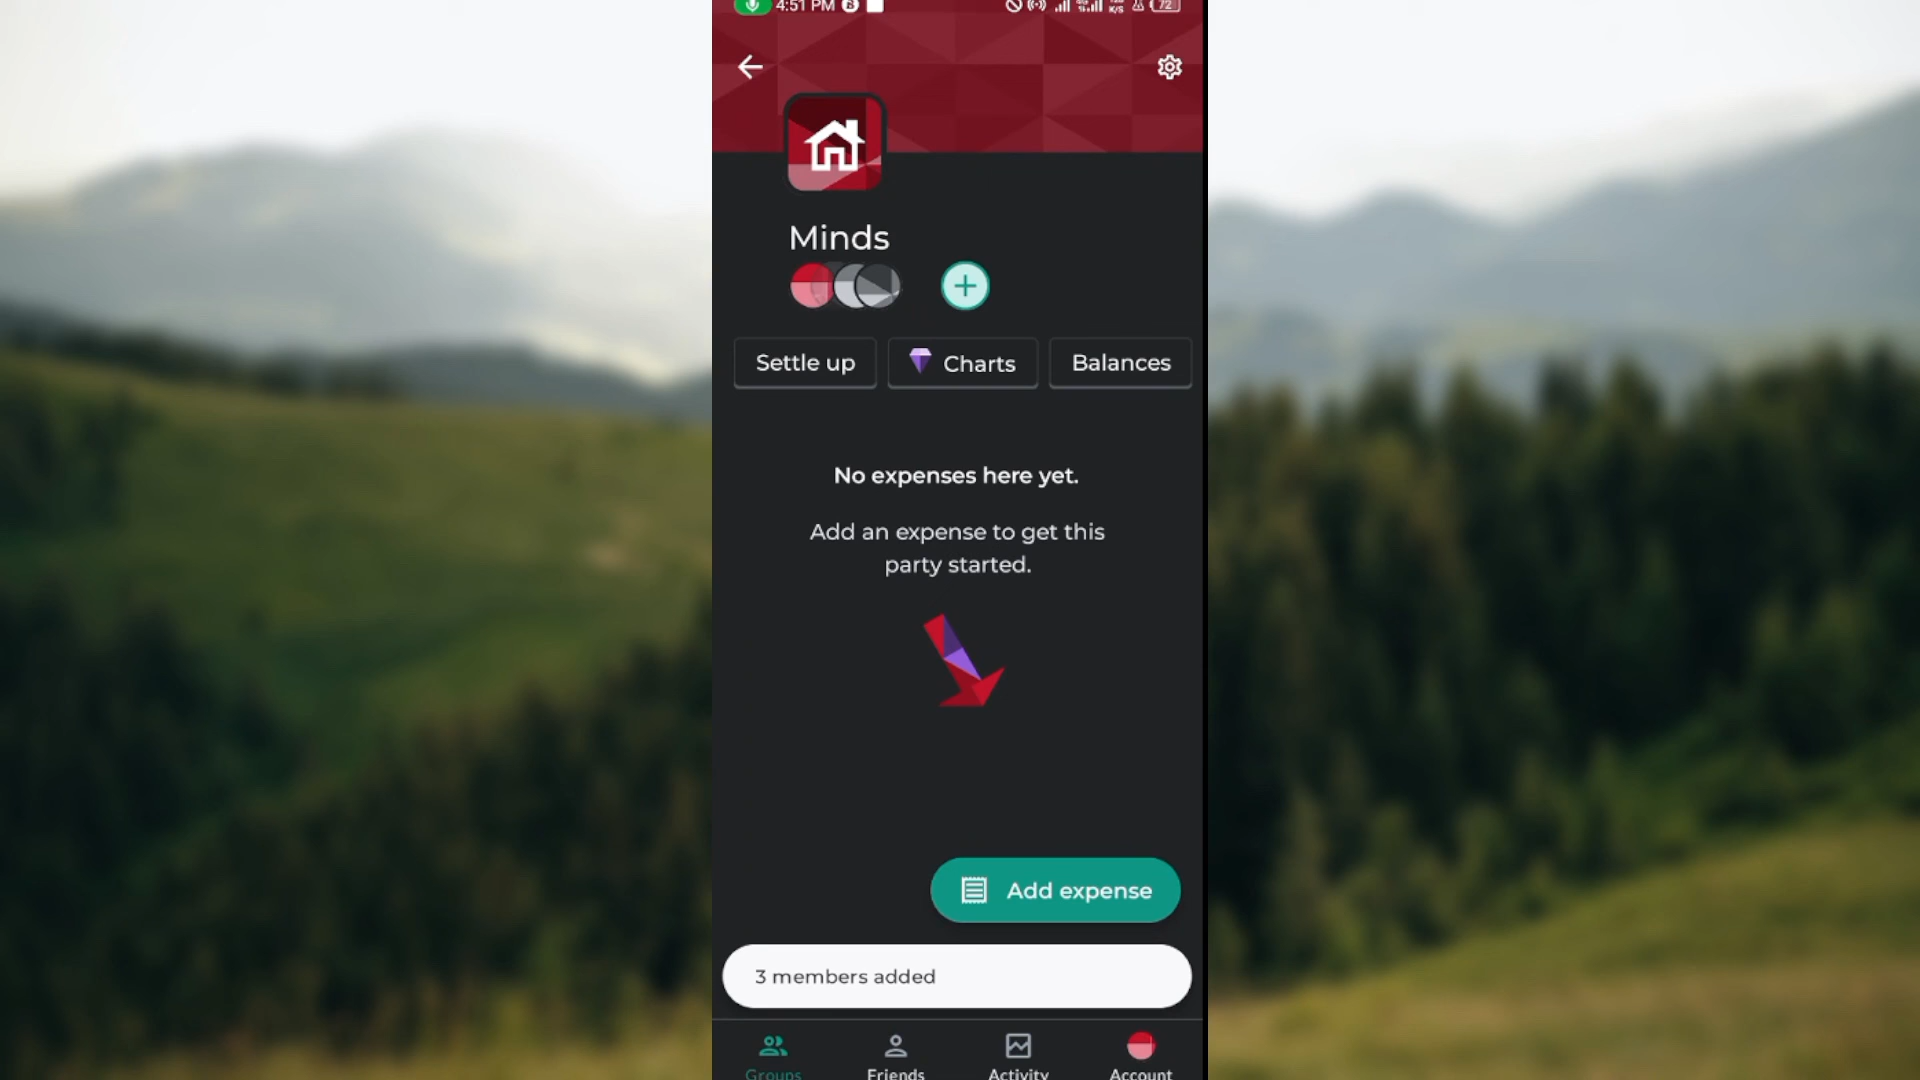 4:51 PM
72
Minds
Settle up
Charts
Balances
No expenses here yet.
Add an expense to get this
party started.
Add expense
3 members added
Groups
Friends
Activity
Account